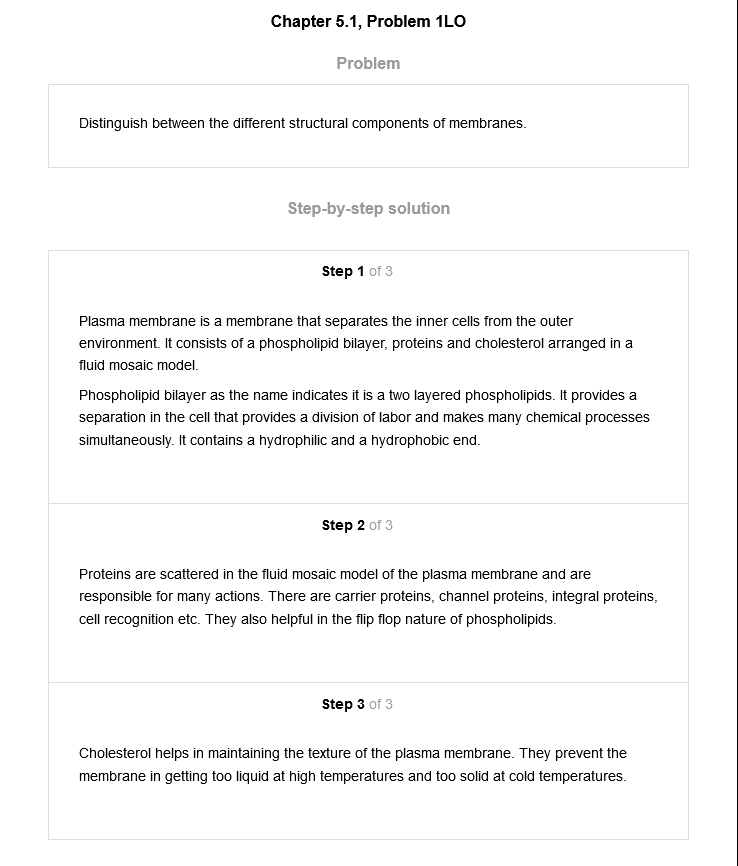 Chapter 5.1, Problem 1LO
Problem
Distinguish between the different structural components of membranes.
Step-by-step solution
Step 1 of 3
Plasma membrane is a membrane that separates the inner cells from the outer
environment. It consists of a phospholipid bilayer, proteins and cholesterol arranged in a
fluid mosaic model.
Phospholipid bilayer as the name indicates it is a two layered phospholipids. It provides a
separation in the cell that provides a division of labor and makes many chemical processes
simultaneously. It contains a hydrophilic and a hydrophobic end.
Step 2 of 3
Proteins are scattered in the fluid mosaic model of the plasma membrane and are
responsible for many actions. There are carrier proteins, channel proteins, integral proteins,
cell recognition etc. They also helpful in the flip flop nature of phospholipids.
Step 3 of 3
Cholesterol helps in maintaining the texture of the plasma membrane. They prevent the
membrane in getting too liquid at high temperatures and too solid at cold temperatures.